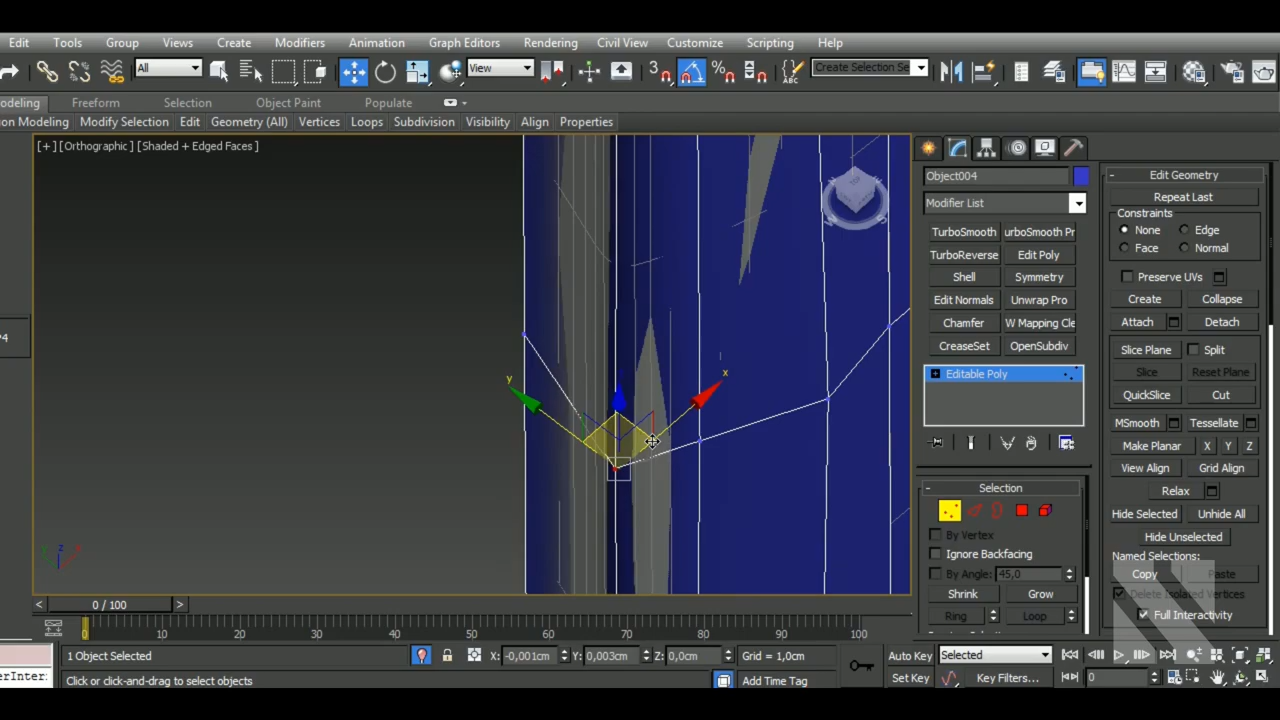 Edit Tools Group Views Create Modifiers Animation Graph Editors Rendering Civil View Customize Scripting Help
All View 3 % ABC Create Selection Se
odeling Freeform Selection Object Paint Populate
on Modeling Modify Selection Edit Geometry (All) Vertices Loops Subdivision Visibility Align Properties
[+] [Orthographic ] [Shaded + Edged Faces ]
y
x
z
x
P4
Object004
Modifier List
TurboSmooth urboSmooth Pr
TurboReverse Edit Poly
Shell Symmetry
Edit Normals Unwrap Pro
Chamfer W Mapping Cle
CreaseSet OpenSubdiv
Editable Poly
- Selection
By Vertex
Ignore Backfacing
By Angle: 45,0
Shrink Grow
Ring Loop
- Edit Geometry
Repeat Last
Constraints
None Edge
Face Normal
Preserve UVs
Create Collapse
Attach Detach
Slice Plane Split
Slice Reset Plane
QuickSlice Cut
MSmooth Tessellate
Make Planar X Y Z
View Align Grid Align
Relax
Hide Selected Unhide All
Hide Unselected
Named Selections:
Copy Paste
Delete Isolated Vertices
Full Interactivity
< 0 / 100 >
0 10 20 30 40 50 60 70 80 90 100
1 Object Selected X: -0,001cm Y: 0,003cm Z: 0,0cm Grid = 1,0cm Auto Key Selected
erInter: Click or click-and-drag to select objects Add Time Tag Set Key Key Filters... 0